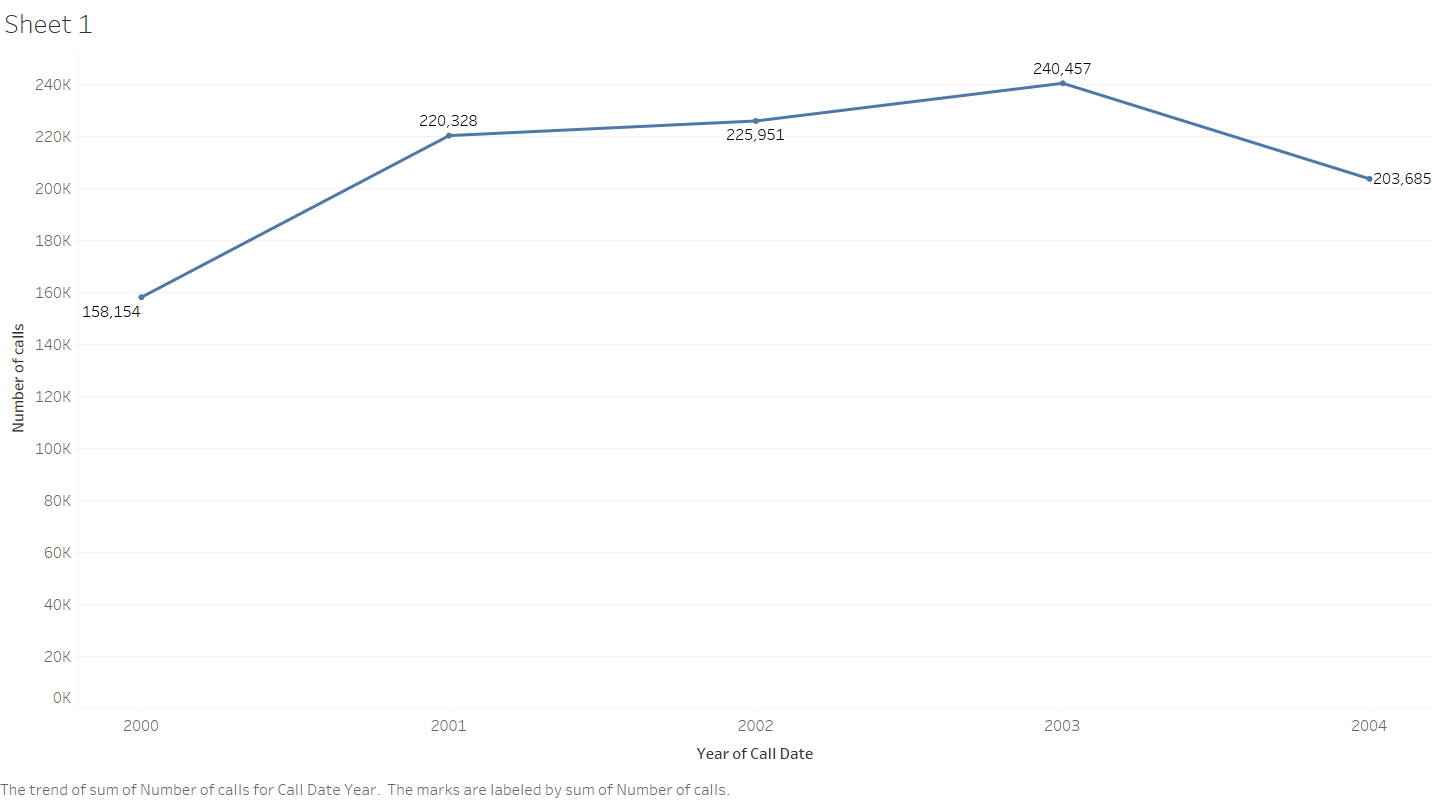 Sheet 1
240K
220K
200K
180K
160K
140K
120K
100K
80K
60K
40K
20K
0K
Number of calls
158,154
220,328
225,951
240,457
203,685
2000 2001 2002 2003 2004
Year of Call Date
The trend of sum of Number of calls for Call Date Year.  The marks are labeled by sum of Number of calls.